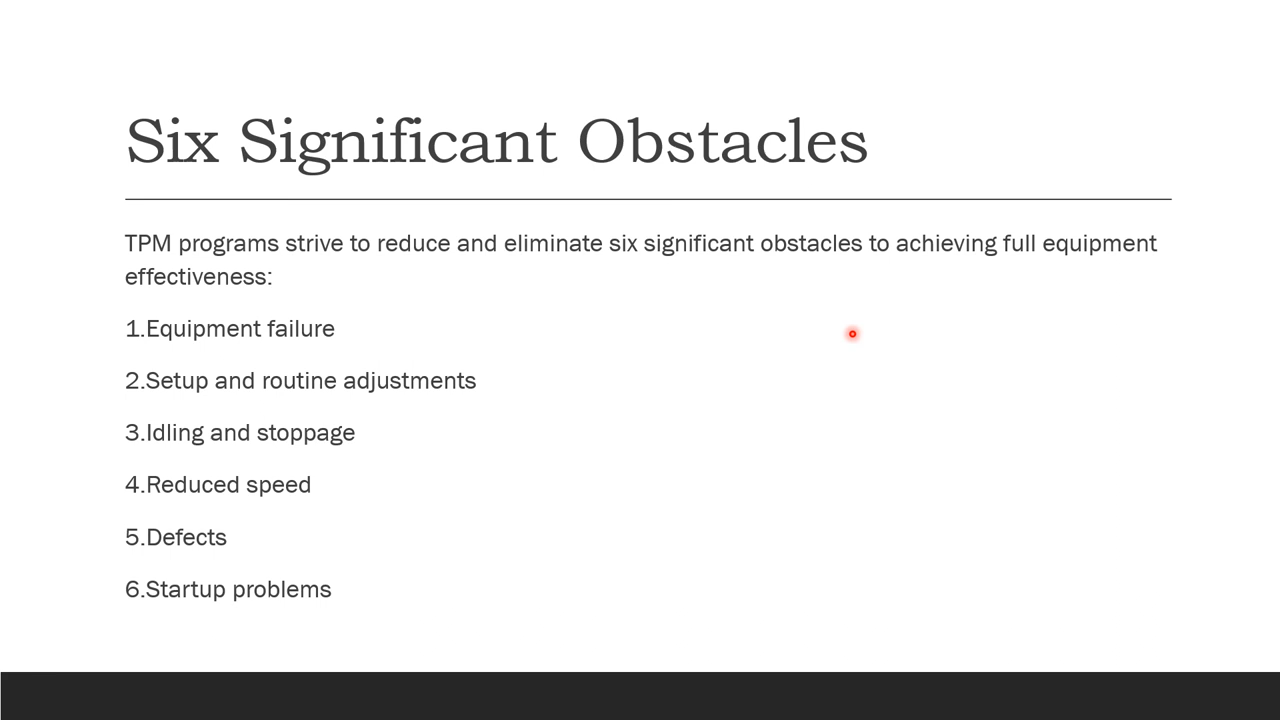 Six Significant Obstacles
TPM programs strive to reduce and eliminate six significant obstacles to achieving full equipment
effectiveness:
1.Equipment failure
2.Setup and routine adjustments
3.Idling and stoppage
4.Reduced speed
5.Defects
6.Startup problems